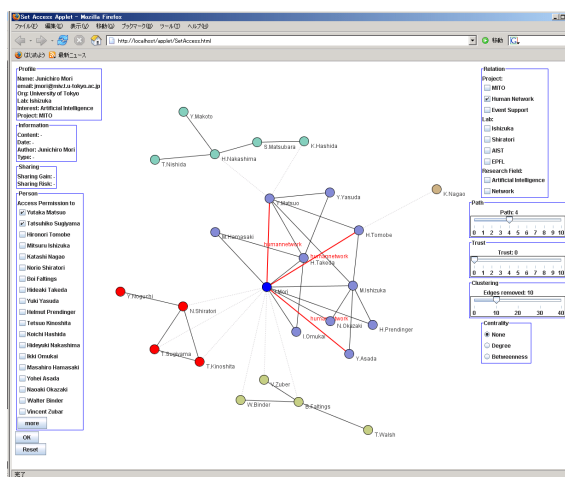 Set Access Applet - Mozilla Firefox
ファイル(F) 編集(E) 表示(V) 移動(G) ブックマーク(B) ツール(T) ヘルプ(H)
http://localhost/applet/SetAccess.html
移動
はじめよう 最新ニュース
Profile
Name: Junichiro Mori
email: jmori@miv.t.u-tokyo.ac.jp
Org: University of Tokyo
Lab: Ishizuka
Interest: Artificial Intelligence
Project: MITO
Information
Content: -
Date: -
Author: Junichiro Mori
Type: -
Sharing
Sharing Gain: -
Sharing Risk: -
Person
Access Permission to
Yutaka Matsuo
Tatsuhiko Sugiyama
Hironori Tomobe
Mitsuru Ishizuka
Katashi Nagao
Norio Shiratori
Boi Faltings
Hideaki Takeda
Yuki Yasuda
Helmut Prendinger
Tetsuo Kinoshita
Koichi Hashida
Hideyuki Nakashima
Ikki Omukai
Masahiro Hamasaki
Yohei Asada
Naoaki Okazaki
Walter Binder
Vincent Zubar
more
OK
Reset
Y.Makoto
S.Matsubara
K.Hashida
H.Nakashima
T.Nishida
Y.Matsuo
Y.Yasuda
K.Nagao
M.Hamasaki
H.Tomobe
humannetwork
humannetwork
H.Takeda
J.Mori
M.Ishizuka
Y.Noguchi
N.Shiratori
humannetwork
I.Omukai
N.Okazaki
H.Prendinger
T.Sugiyama
T.Kinoshita
Y.Asada
V.Zuber
W.Binder
B.Faltings
T.Walsh
Relation
Project:
MITO
Human Network
Event Support
Lab:
Ishizuka
Shiratori
AIST
EPFL
Research Field:
Artificial Intelligence
Network
Path
Path: 4
0 1 2 3 4 5 6 7 8 9 10
Trust
Trust: 0
0 1 2 3 4 5 6 7 8 9 10
Clustering
Edges removed: 10
0 10 20 30 40
Centrality
None
Degree
Betweenness
完了